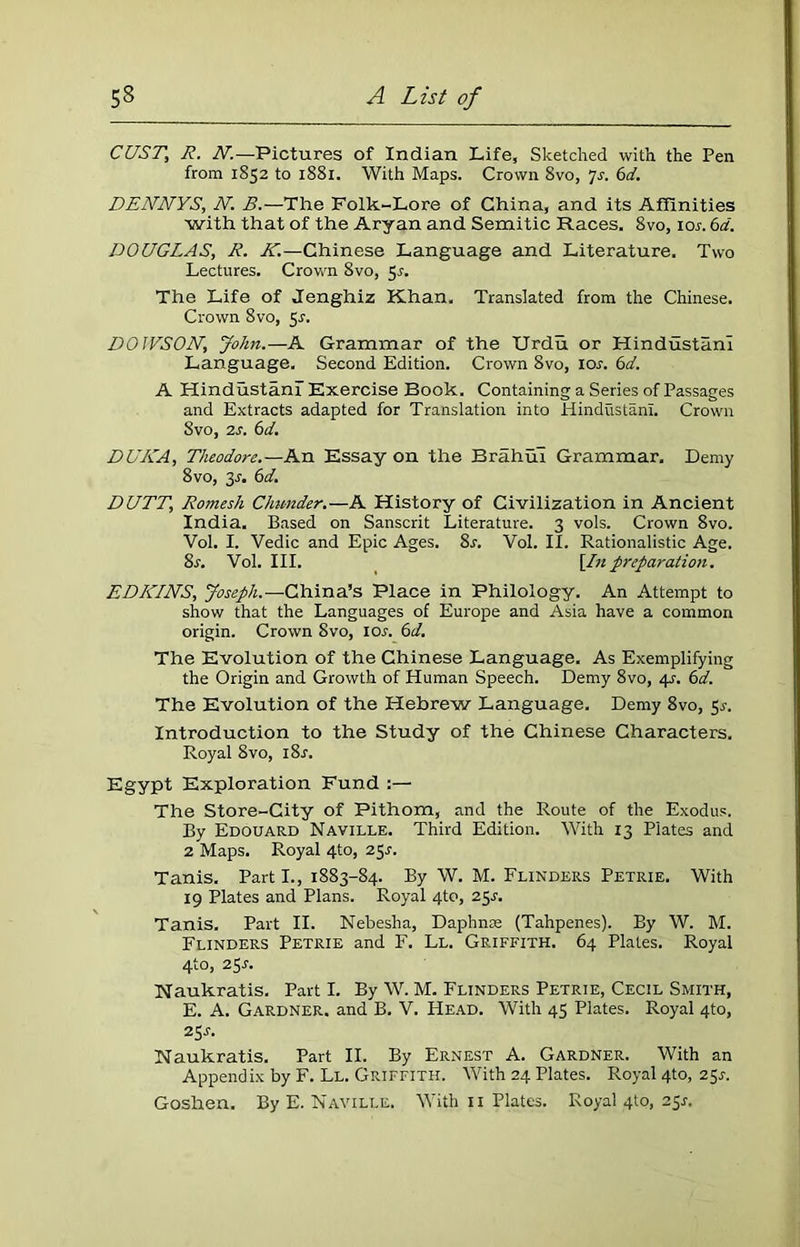 58 A List of
CUST, R. N.—Pictures of Indian Life, Sketched with the Pen
from 1852 to 1881. With Maps. Crown 8vo, 7s. 6d.
DENNYS, N. B.—The Folk-Lore of China, and its Affinities
with that of the Aryan and Semitic Races. 8vo, 10s. 6d.
DOUGLAS, R. K.—Chinese Language and Literature. Two
Lectures. Crown 8vo, 5s.
The Life of Jenghiz Khan. Translated from the Chinese.
Crown 8vo, 5s.
DOWSON, John.—A Grammar of the Urdū or Hindūstānī
Language. Second Edition. Crown 8vo, 10s. 6d.
A Hindūstānī Exercise Book. Containing a Series of Passages
and Extracts adapted for Translation into Hindūstānī. Crown
8vo, 2s. 6d.
DUKA, Theodore.—An Essay on the Brāhūī Grammar. Demy
8vo, 3s. 6d.
DUTT, Romesh Chunder.—A History of Civilization in Ancient
India. Based on Sanscrit Literature. 3 vols. Crown 8vo.
Vol. I. Vedic and Epic Ages. 8s. Vol. II. Rationalistic Age.
8s. Vol. III. [In preparation.
EDKINS, Joseph.—China's Place in Philology. An Attempt to
show that the Languages of Europe and Asia have a common
origin. Crown 8vo, 10s. 6d.
The Evolution of the Chinese Language. As Exemplifying
the Origin and Growth of Human Speech. Demy 8vo, 4s. 6d.
The Evolution of the Hebrew Language. Demy 8vo, 5s.
Introduction to the Study of the Chinese Characters.
Royal 8vo, 18s.
Egypt Exploration Fund :—
The Store-City of Pithom, and the Route of the Exodus.
By EDOUARD NAVILLE. Third Edition. With 13 Plates and
2 Maps. Royal 4to, 25s.
Tanis. Part I., 1883-84. By W. M. FLINDERS PETRIE. With
19 Plates and Plans. Royal 4to, 25s.
Tanis. Part II. Nebesha, Daphnæ (Tahpenes). By W. M.
FLINDERS PETRIE and F. LL. GRIFFITH. 64 Plates. Royal
4to, 25s.
Naukratis. Part I. By W. M. FLINDERS PETRIE, CECIL SMITH,
E. A. GARDNER. and B. V. HEAD. With 45 Plates. Royal 4to,
25s.
Naukratis. Part II. By ERNEST A. GARDNER. With an
Appendix by F. LL. GRIFFITH. With 24 Plates. Royal 4to, 25s.
Goshen. By E. NAVILLE. With 11 Plates. Royal 4to, 25s.